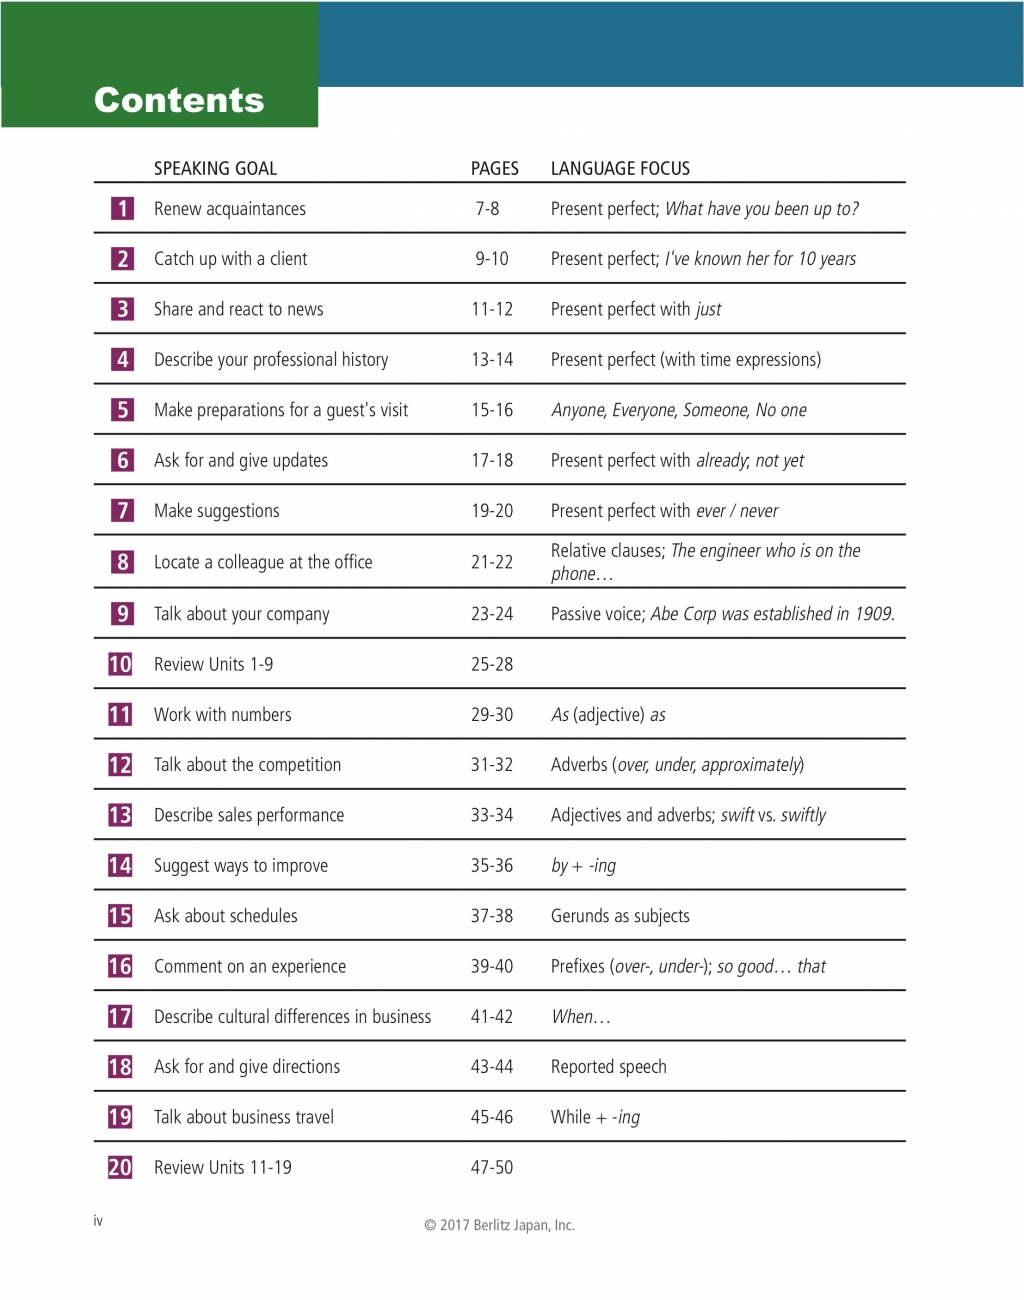 Contents
SPEAKING GOAL PAGES LANGUAGE FOCUS
1 Renew acquaintances 7-8 Present perfect; What have you been up to?
2 Catch up with a client 9-10 Present perfect; I've known her for 10 years
3 Share and react to news 11-12 Present perfect with just
4 Describe your professional history 13-14 Present perfect (with time expressions)
5 Make preparations for a guest's visit 15-16 Anyone, Everyone, Someone, No one
6 Ask for and give updates 17-18 Present perfect with already; not yet
7 Make suggestions 19-20 Present perfect with ever / never
8 Locate a colleague at the office 21-22 Relative clauses; The engineer who is on the
phone…
9 Talk about your company 23-24 Passive voice; Abe Corp was established in 1909.
10 Review Units 1-9 25-28
11 Work with numbers 29-30 As (adjective) as
12 Talk about the competition 31-32 Adverbs (over, under, approximately)
13 Describe sales performance 33-34 Adjectives and adverbs; swift vs. swiftly
14 Suggest ways to improve 35-36 by + -ing
15 Ask about schedules 37-38 Gerunds as subjects
16 Comment on an experience 39-40 Prefixes (over-, under-); so good… that
17 Describe cultural differences in business 41-42 When…
18 Ask for and give directions 43-44 Reported speech
19 Talk about business travel 45-46 While + -ing
20 Review Units 11-19 47-50
iv
© 2017 Berlitz Japan, Inc.